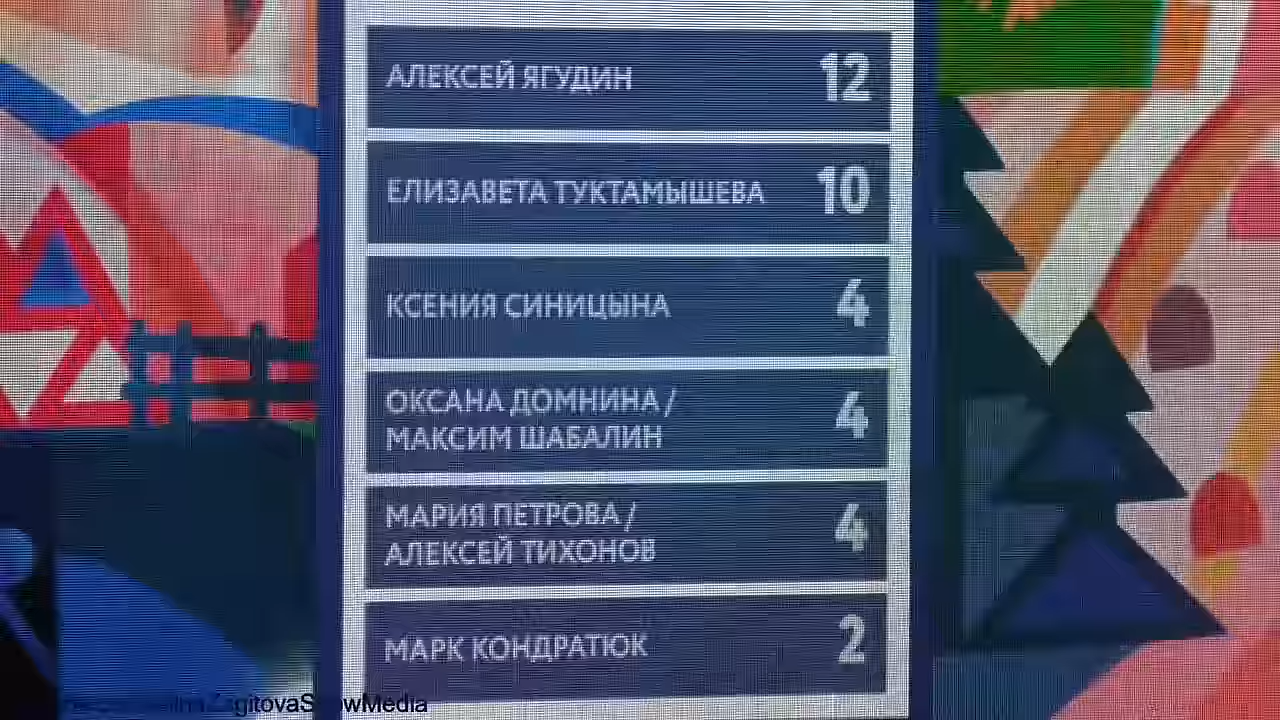 АЛЕКСЕЙ ЯГУДИН 12
ЕЛИЗАВЕТА ТУКТАМЫШЕВА 10
КСЕНИЯ СИНИЦЫНА 4
ОКСАНА ДОМНИНА /
МАКСИМ ШАБАЛИН 4
МАРИЯ ПЕТРОВА /
АЛЕКСЕЙ ТИХОНОВ 4
МАРК КОНДРАТЮК 2